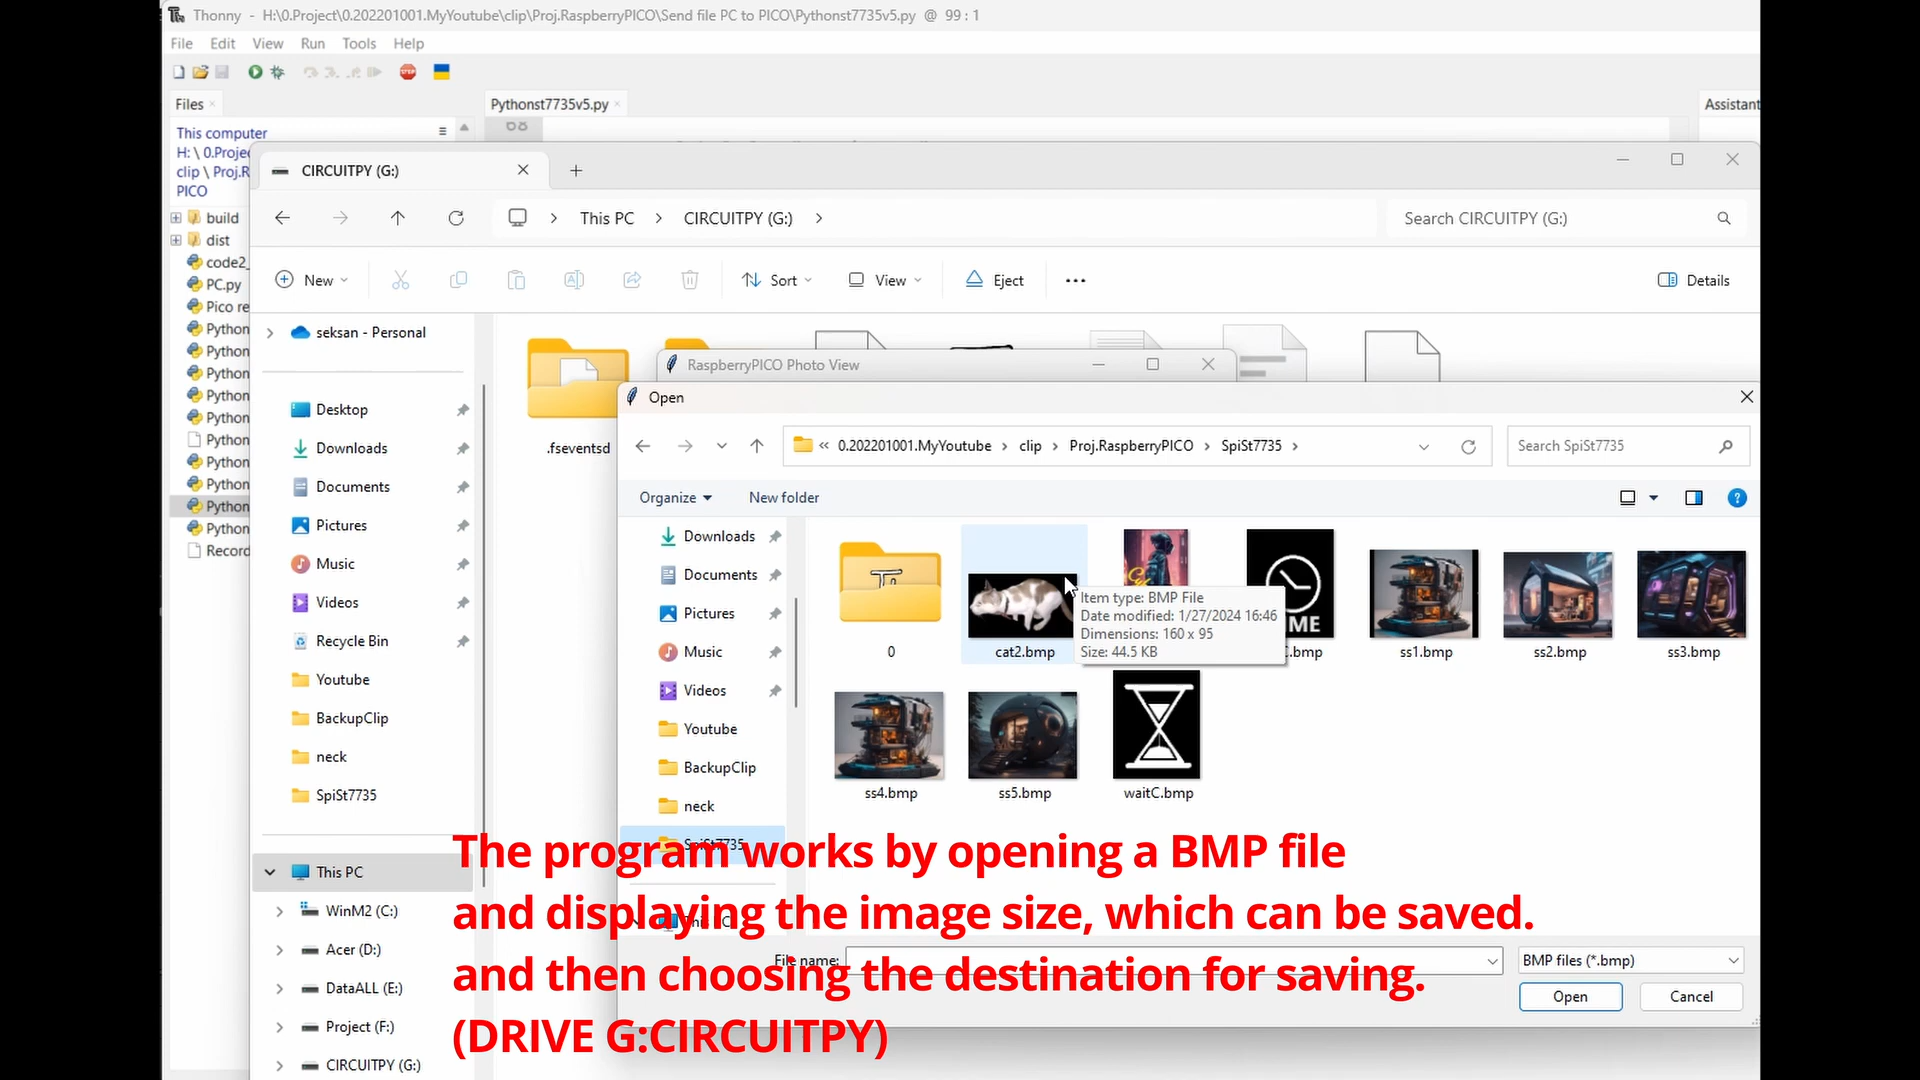 Thonny - H:\0.Project\0.202201001.MyYoutube\clip\Proj.RaspberryPICO\Send file PC to PICO\Pythonst7735v5.py @ 99 : 1
File Edit View Run Tools Help
Files
Pythonst7735v5.py
Assistant
This computer
H: \ 0.Proje
clip \ Proj.R
PICO
build
dist
code2_
PC.py
Pico re
Python
Python
Python
Python
Python
Python
Python
Python
Python
Python
Record
CIRCUITPY (G:)
This PC > CIRCUITPY (G:) >
Search CIRCUITPY (G:)
New
Sort
View
Eject
Details
seksan - Personal
Desktop
Downloads
Documents
Pictures
Music
Videos
Recycle Bin
Youtube
BackupClip
neck
SpiSt7735
This PC
WinM2 (C:)
Acer (D:)
DataALL (E:)
Project (F:)
CIRCUITPY (G:)
.fseventsd
RaspberryPICO Photo View
Open
« 0.202201001.MyYoutube > clip > Proj.RaspberryPICO > SpiSt7735 >
Search SpiSt7735
Organize
New folder
Downloads
Documents
Pictures
Music
Videos
Youtube
BackupClip
neck
SpiSt7735
0
cat2.bmp
ME
C.bmp
ss1.bmp
ss2.bmp
ss3.bmp
Item type: BMP File
Date modified: 1/27/2024 16:46
Dimensions: 160 x 95
Size: 44.5 KB
ss4.bmp
ss5.bmp
waitC.bmp
File name:
BMP files (*.bmp)
Open
Cancel
The program works by opening a BMP file
and displaying the image size, which can be saved.
and then choosing the destination for saving.
(DRIVE G:CIRCUITPY)